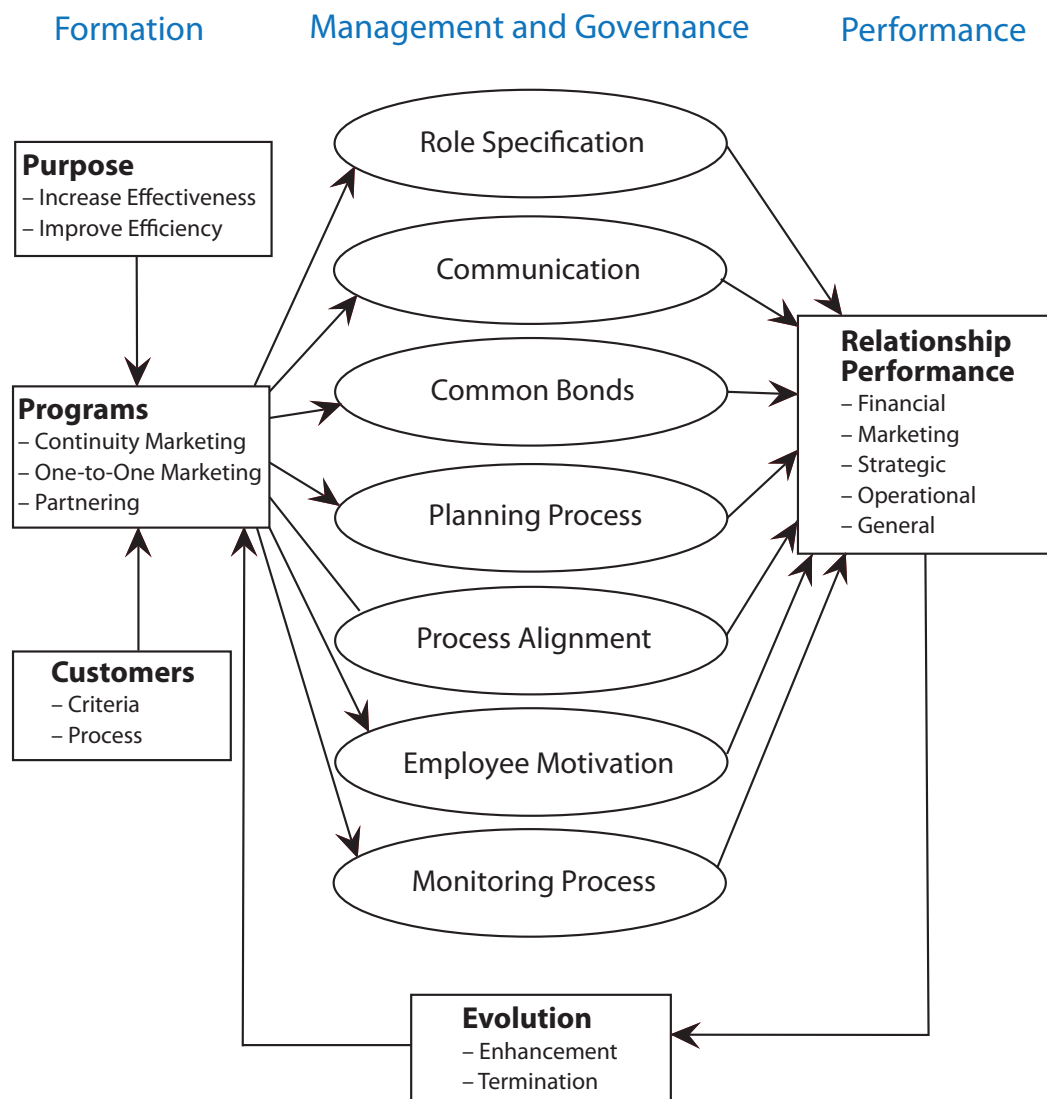 Formation
Management and Governance
Performance
Purpose
– Increase Effectiveness
– Improve Efficiency
Programs
– Continuity Marketing
– One-to-One Marketing
– Partnering
Customers
– Criteria
– Process
Role Specification
Communication
Common Bonds
Planning Process
Process Alignment
Employee Motivation
Monitoring Process
Relationship
Performance
– Financial
– Marketing
– Strategic
– Operational
– General
Evolution
– Enhancement
– Termination